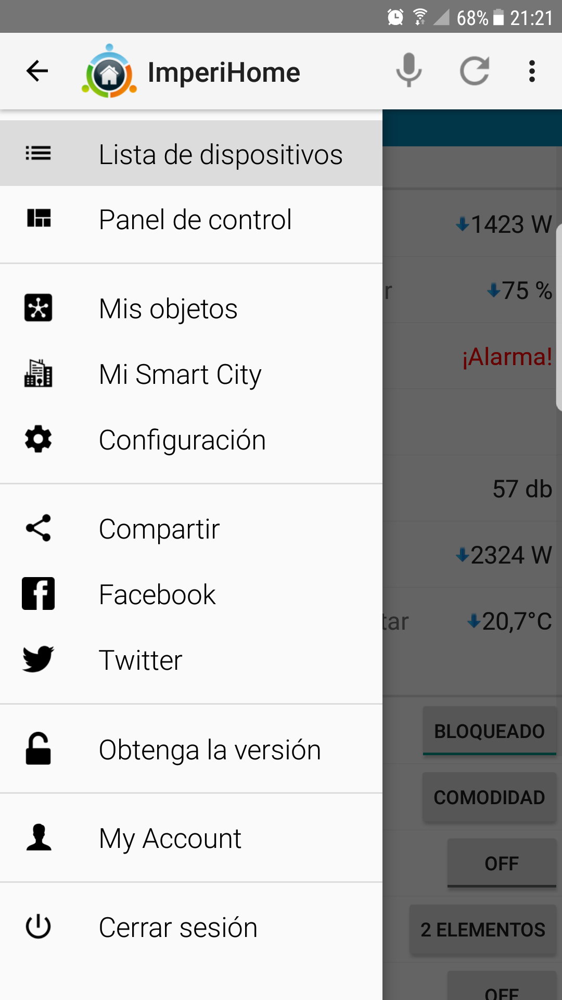 68% 21:21
ImperiHome
Lista de dispositivos
Panel de control
1423 W
Mis objetos
r
75 %
Mi Smart City
¡Alarma!
Configuración
57 db
Compartir
2324 W
Facebook
tar
20,7°C
Twitter
BLOQUEADO
Obtenga la versión
COMODIDAD
My Account
OFF
Cerrar sesión
2 ELEMENTOS
OFF